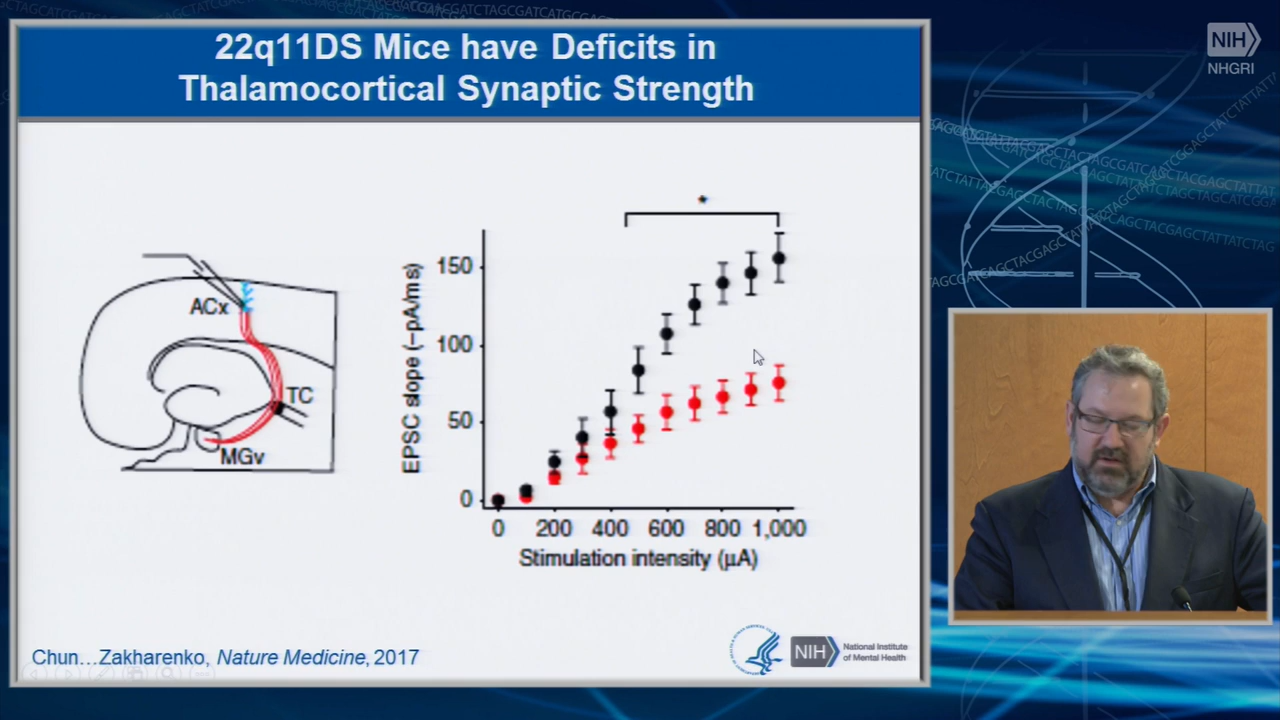 22q11DS Mice have Deficits in
Thalamocortical Synaptic Strength
NIH
NHGRI
ACx
TC
MGv
*
EPSC slope (–pA/ms)
150
100
50
0
0 200 400 600 800 1,000
Stimulation intensity (µA)
Chun…Zakharenko, Nature Medicine, 2017
NIH
National Institute
of Mental Health